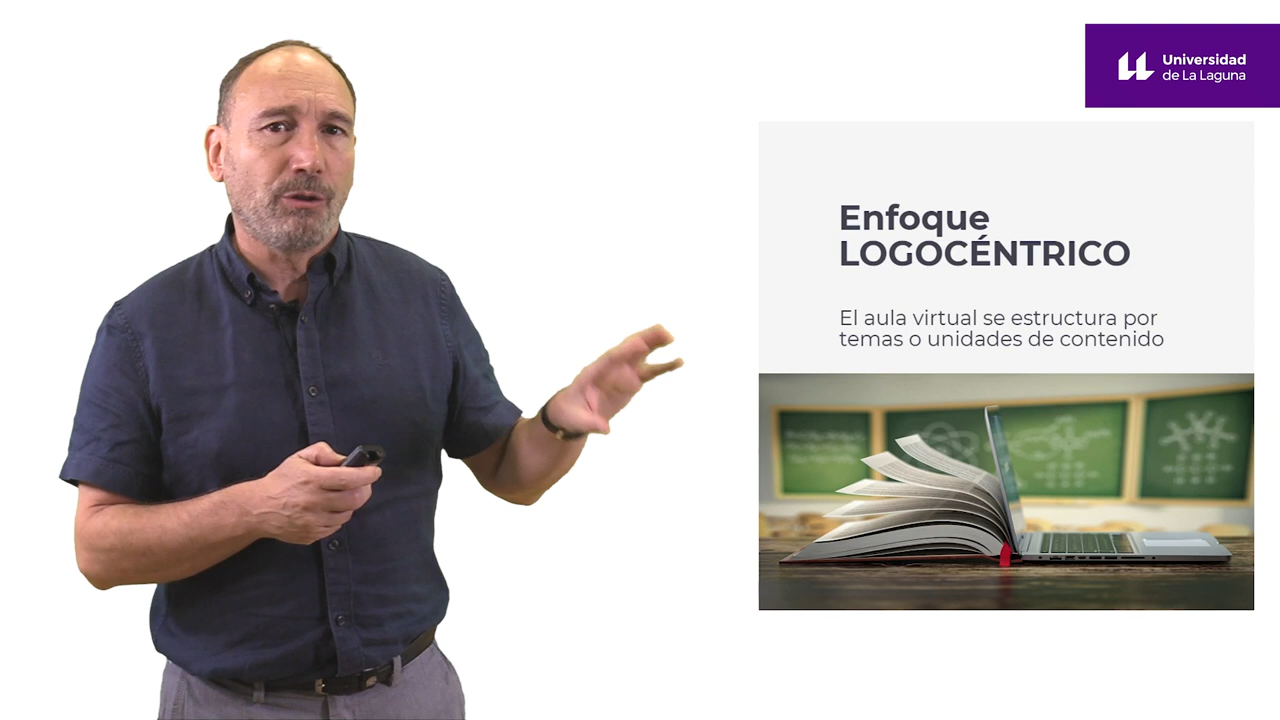 Universidad
de La Laguna
Enfoque
LOGOCÉNTRICO
El aula virtual se estructura por
temas o unidades de contenido